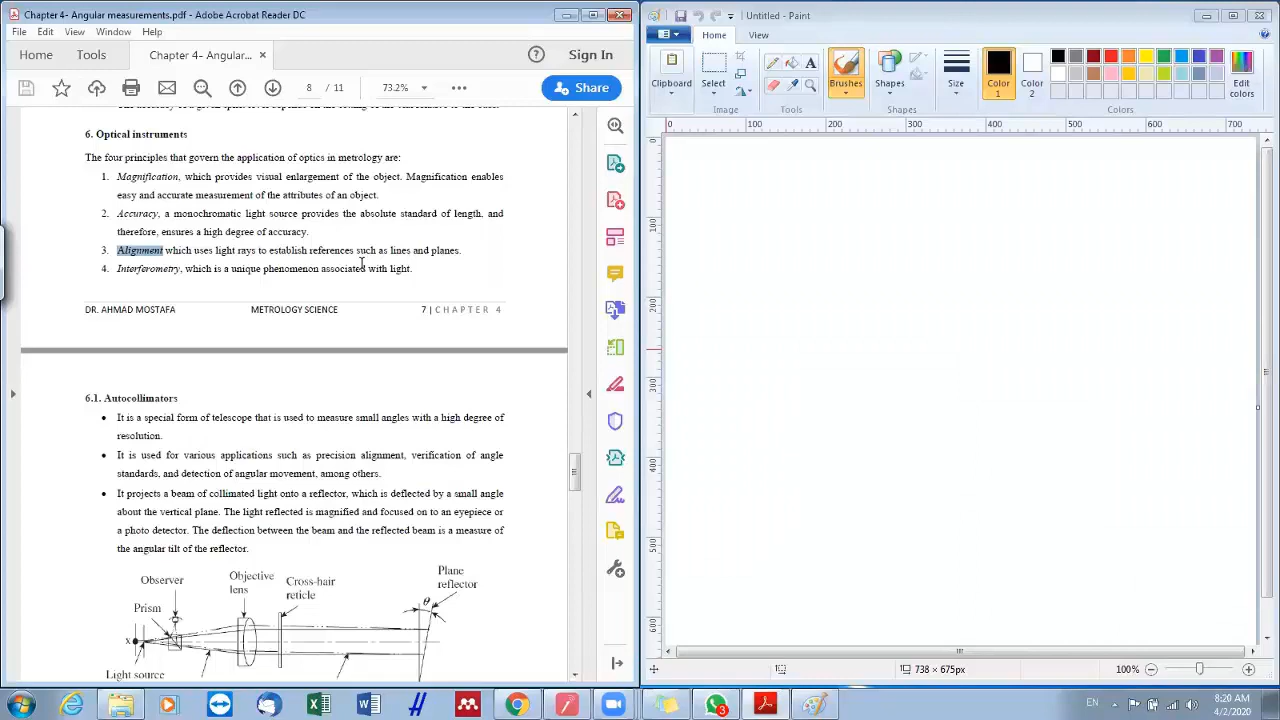 Chapter 4- Angular measurements.pdf - Adobe Acrobat Reader DC
File Edit View Window Help
Home Tools Chapter 4- Angular... × Sign In
/ 11 73.2% Share
6. Optical instruments
The four principles that govern the application of optics in metrology are:
1. Magnification, which provides visual enlargement of the object. Magnification enables
easy and accurate measurement of the attributes of an object.
2. Accuracy, a monochromatic light source provides the absolute standard of length, and
therefore, ensures a high degree of accuracy.
3. Alignment which uses light rays to establish references such as lines and planes.
4. Interferometry, which is a unique phenomenon associated with light.
DR. AHMAD MOSTAFA METROLOGY SCIENCE 7 | CHAPTER 4
6.1. Autocollimators
• It is a special form of telescope that is used to measure small angles with a high degree of
resolution.
• It is used for various applications such as precision alignment, verification of angle
standards, and detection of angular movement, among others.
• It projects a beam of collimated light onto a reflector, which is deflected by a small angle
about the vertical plane. The light reflected is magnified and focused on to an eyepiece or
a photo detector. The deflection between the beam and the reflected beam is a measure of
the angular tilt of the reflector.
Observer
Objective
lens
Cross-hair
reticle
Plane
reflector
Prism
θ
x
Light source
Untitled - Paint
Home View
Clipboard
Select
Image
A
Tools
Brushes
Shapes
Shapes
Size
Color
1
Color
2
Colors
Edit
colors
0 100 200 300 400 500 600 700
0
100
200
300
400
500
600
738 × 675px 100%
EN 8:20 AM
4/2/2020
3